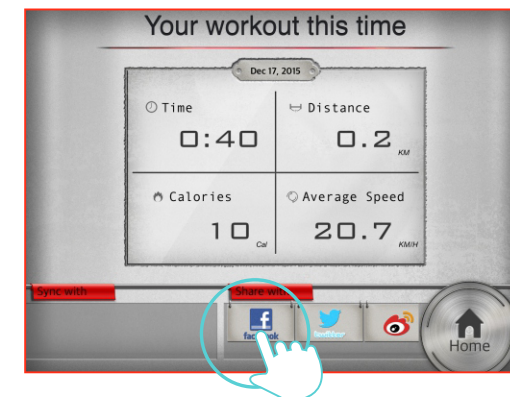 Your workout this time
Dec 17, 2015
Time
0:40
Distance
0.2 KM
Calories
10 Cal
Average Speed
20.7 KM/H
Sync with
Share with
facebook
twitter
Home